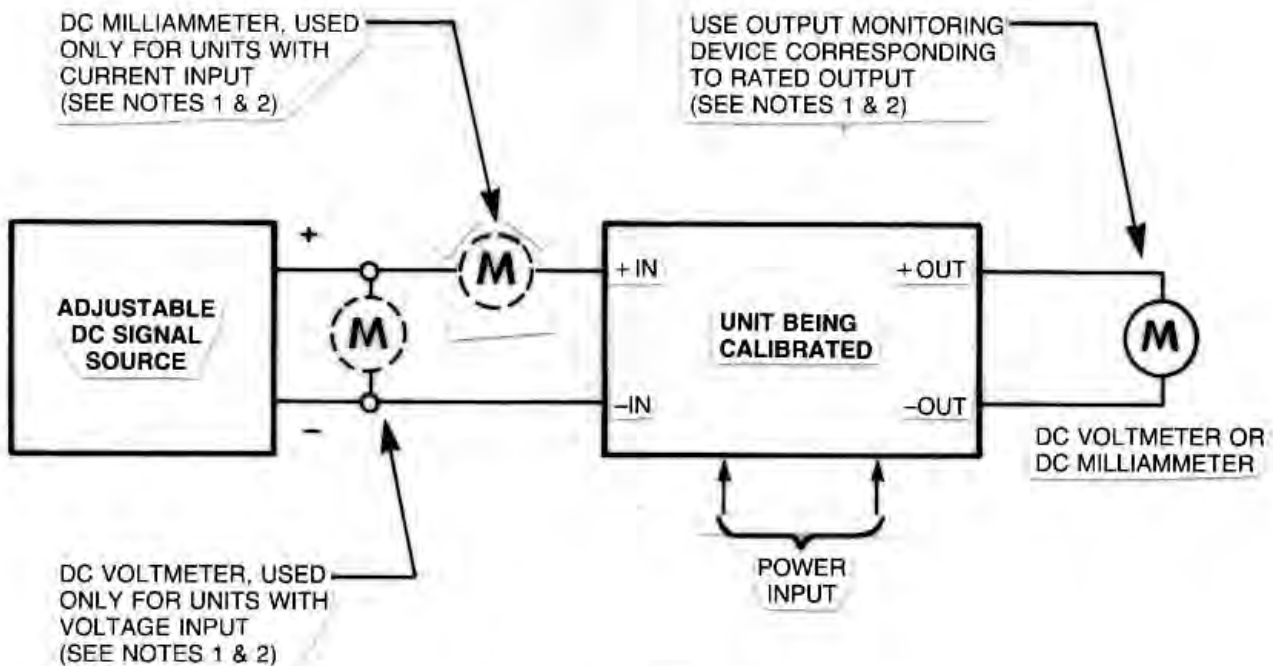 DC MILLIAMMETER, USED
ONLY FOR UNITS WITH
CURRENT INPUT
(SEE NOTES 1 & 2)
USE OUTPUT MONITORING
DEVICE CORRESPONDING
TO RATED OUTPUT
(SEE NOTES 1 & 2)
ADJUSTABLE
DC SIGNAL
SOURCE
+
−
M
M
+ IN
−IN
UNIT BEING
CALIBRATED
+OUT
−OUT
M
DC VOLTMETER OR
DC MILLIAMMETER
POWER
INPUT
DC VOLTMETER, USED
ONLY FOR UNITS WITH
VOLTAGE INPUT
(SEE NOTES 1 & 2)